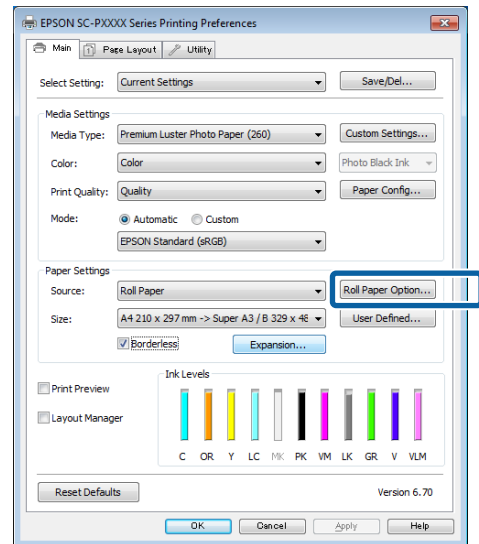 EPSON SC-PXXXX Series Printing Preferences
Main Page Layout Utility
Select Setting: Current Settings Save/Del...
Media Settings
Media Type: Premium Luster Photo Paper (260) Custom Settings...
Color: Color Photo Black Ink
Print Quality: Quality Paper Config...
Mode: Automatic Custom
EPSON Standard (sRGB)
Paper Settings
Source: Roll Paper Roll Paper Option...
Size: A4 210 x 297 mm -> Super A3 / B 329 x 48 User Defined...
Borderless Expansion...
Print Preview
Layout Manager
Ink Levels
C OR Y LC MK PK VM LK GR V VLM
Reset Defaults Version 6.70
OK Cancel Apply Help